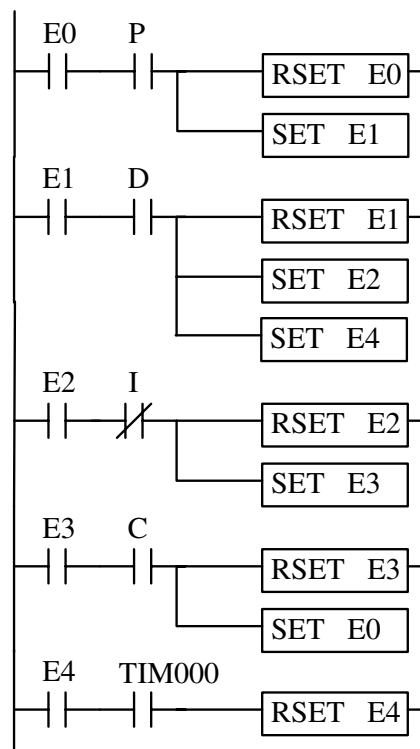 E0 P
RSET E0
SET E1
E1 D
RSET E1
SET E2
SET E4
E2 I
RSET E2
SET E3
E3 C
RSET E3
SET E0
E4 TIM000
RSET E4